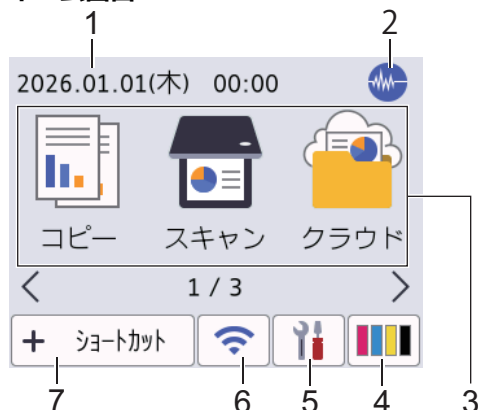 1 2
2026.01.01(木) 00:00
コピー スキャン クラウド
1 / 3
+ ショートカット
7 6 5 4 3